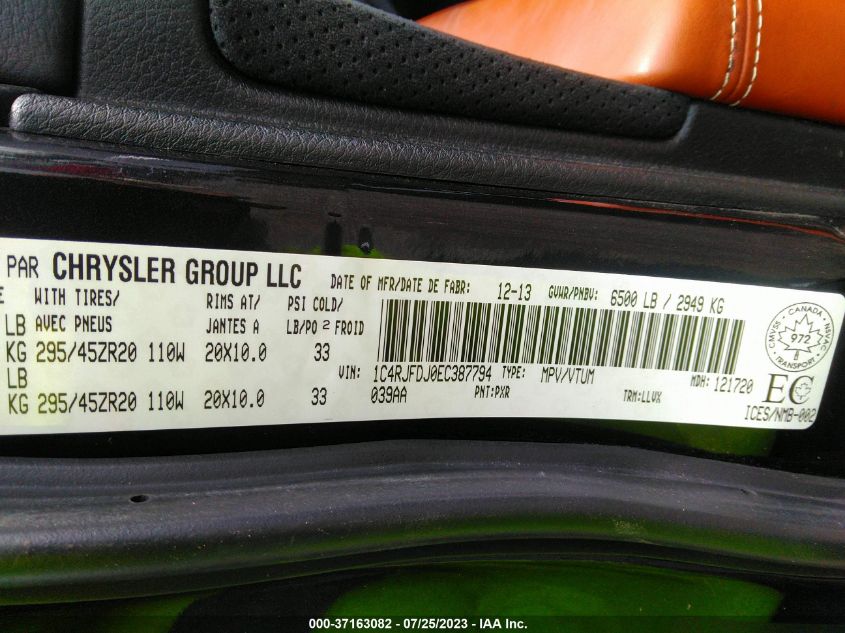 PAR CHRYSLER GROUP LLC DATE OF MFR/DATE DE FABR: 12-13 GVWR/PNBV: 6500 LB / 2949 KG
WITH TIRES/ RIMS AT/ PSI COLD/
LB AVEC PNEUS JANTES A LB/PO 2 FROID
KG 295/45ZR20 110W 20X10.0 33
LB VIN: 1C4RJFDJ0EC387794 TYPE: MPV/VTUM MDH: 121720
KG 295/45ZR20 110W 20X10.0 33 039AA PNT:PXR TRM:LLVX
CMVSS CANADA NSVAC
972
TRANSPORT
EC
ICES/NMB-002
000-37163082 - 07/25/2023 - IAA Inc.